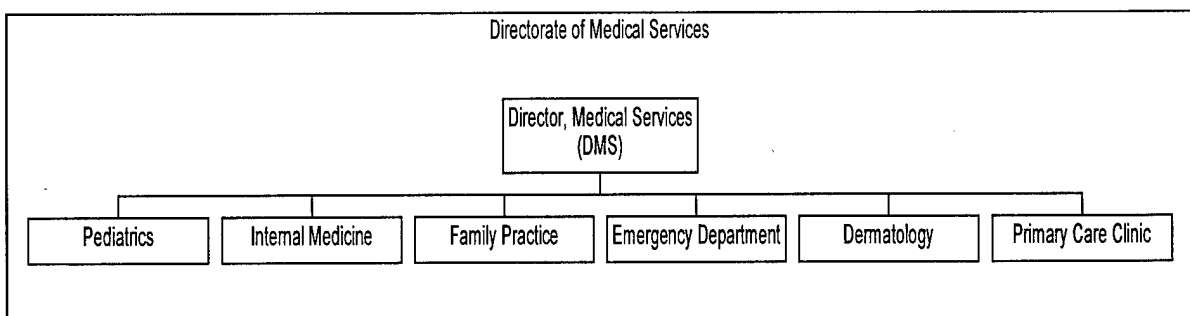 Directorate of Medical Services
Director, Medical Services
(DMS)
Pediatrics
Internal Medicine
Family Practice
Emergency Department
Dermatology
Primary Care Clinic